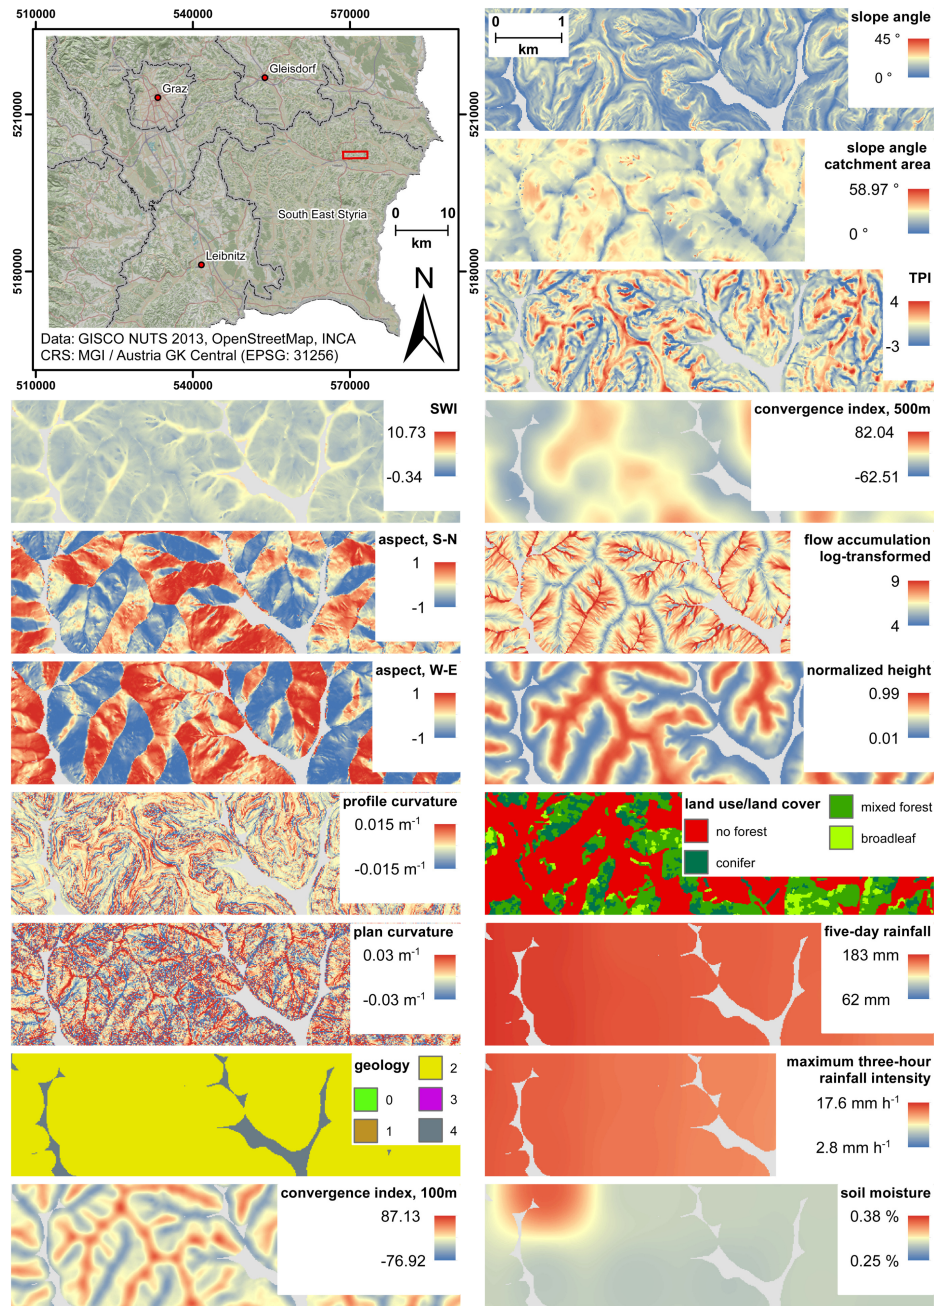 510000 540000 570000
5210000
5180000
Graz
Gleisdorf
South East Styria
Leibnitz
0 10
km
N
Data: GISCO NUTS 2013, OpenStreetMap, INCA
CRS: MGI / Austria GK Central (EPSG: 31256)
5210000
5180000
510000 540000 570000
0 1
km
slope angle
45 °
0 °
slope angle
catchment area
58.97 °
0 °
TPI
4
-3
SWI
10.73
-0.34
convergence index, 500m
82.04
-62.51
aspect, S-N
1
-1
flow accumulation
log-transformed
9
4
aspect, W-E
1
-1
normalized height
0.99
0.01
profile curvature
0.015 m-1
-0.015 m-1
land use/land cover
no forest
conifer
mixed forest
broadleaf
plan curvature
0.03 m-1
-0.03 m-1
five-day rainfall
183 mm
62 mm
geology
0
1
2
3
4
maximum three-hour
rainfall intensity
17.6 mm h-1
2.8 mm h-1
convergence index, 100m
87.13
-76.92
soil moisture
0.38 %
0.25 %